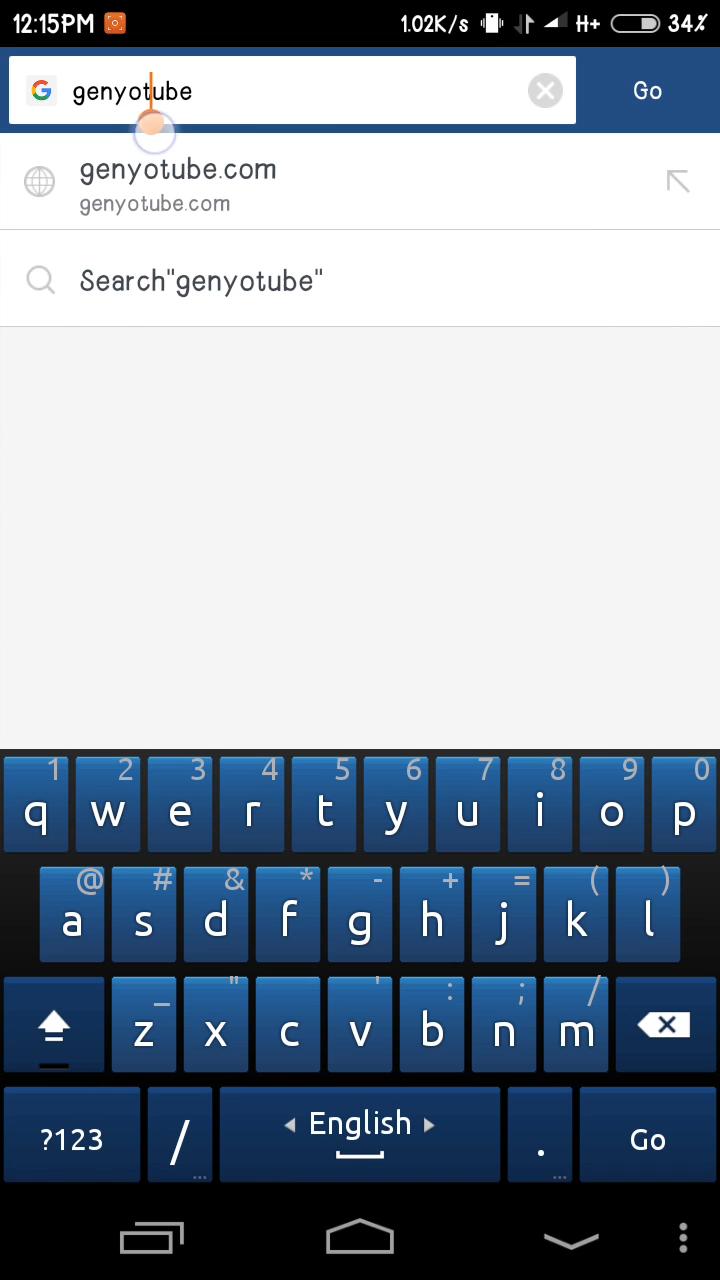 12:15PM 1.02K/s H+ 34%
genyotube Go
genyotube.com
genyotube.com
Search"genyotube"
1 2 3 4 5 6 7 8 9 0
q w e r t y u i o p
@ # & * - + = ( )
a s d f g h j k l
_ " ' : ; /
z x c v b n m
?123 / English . Go